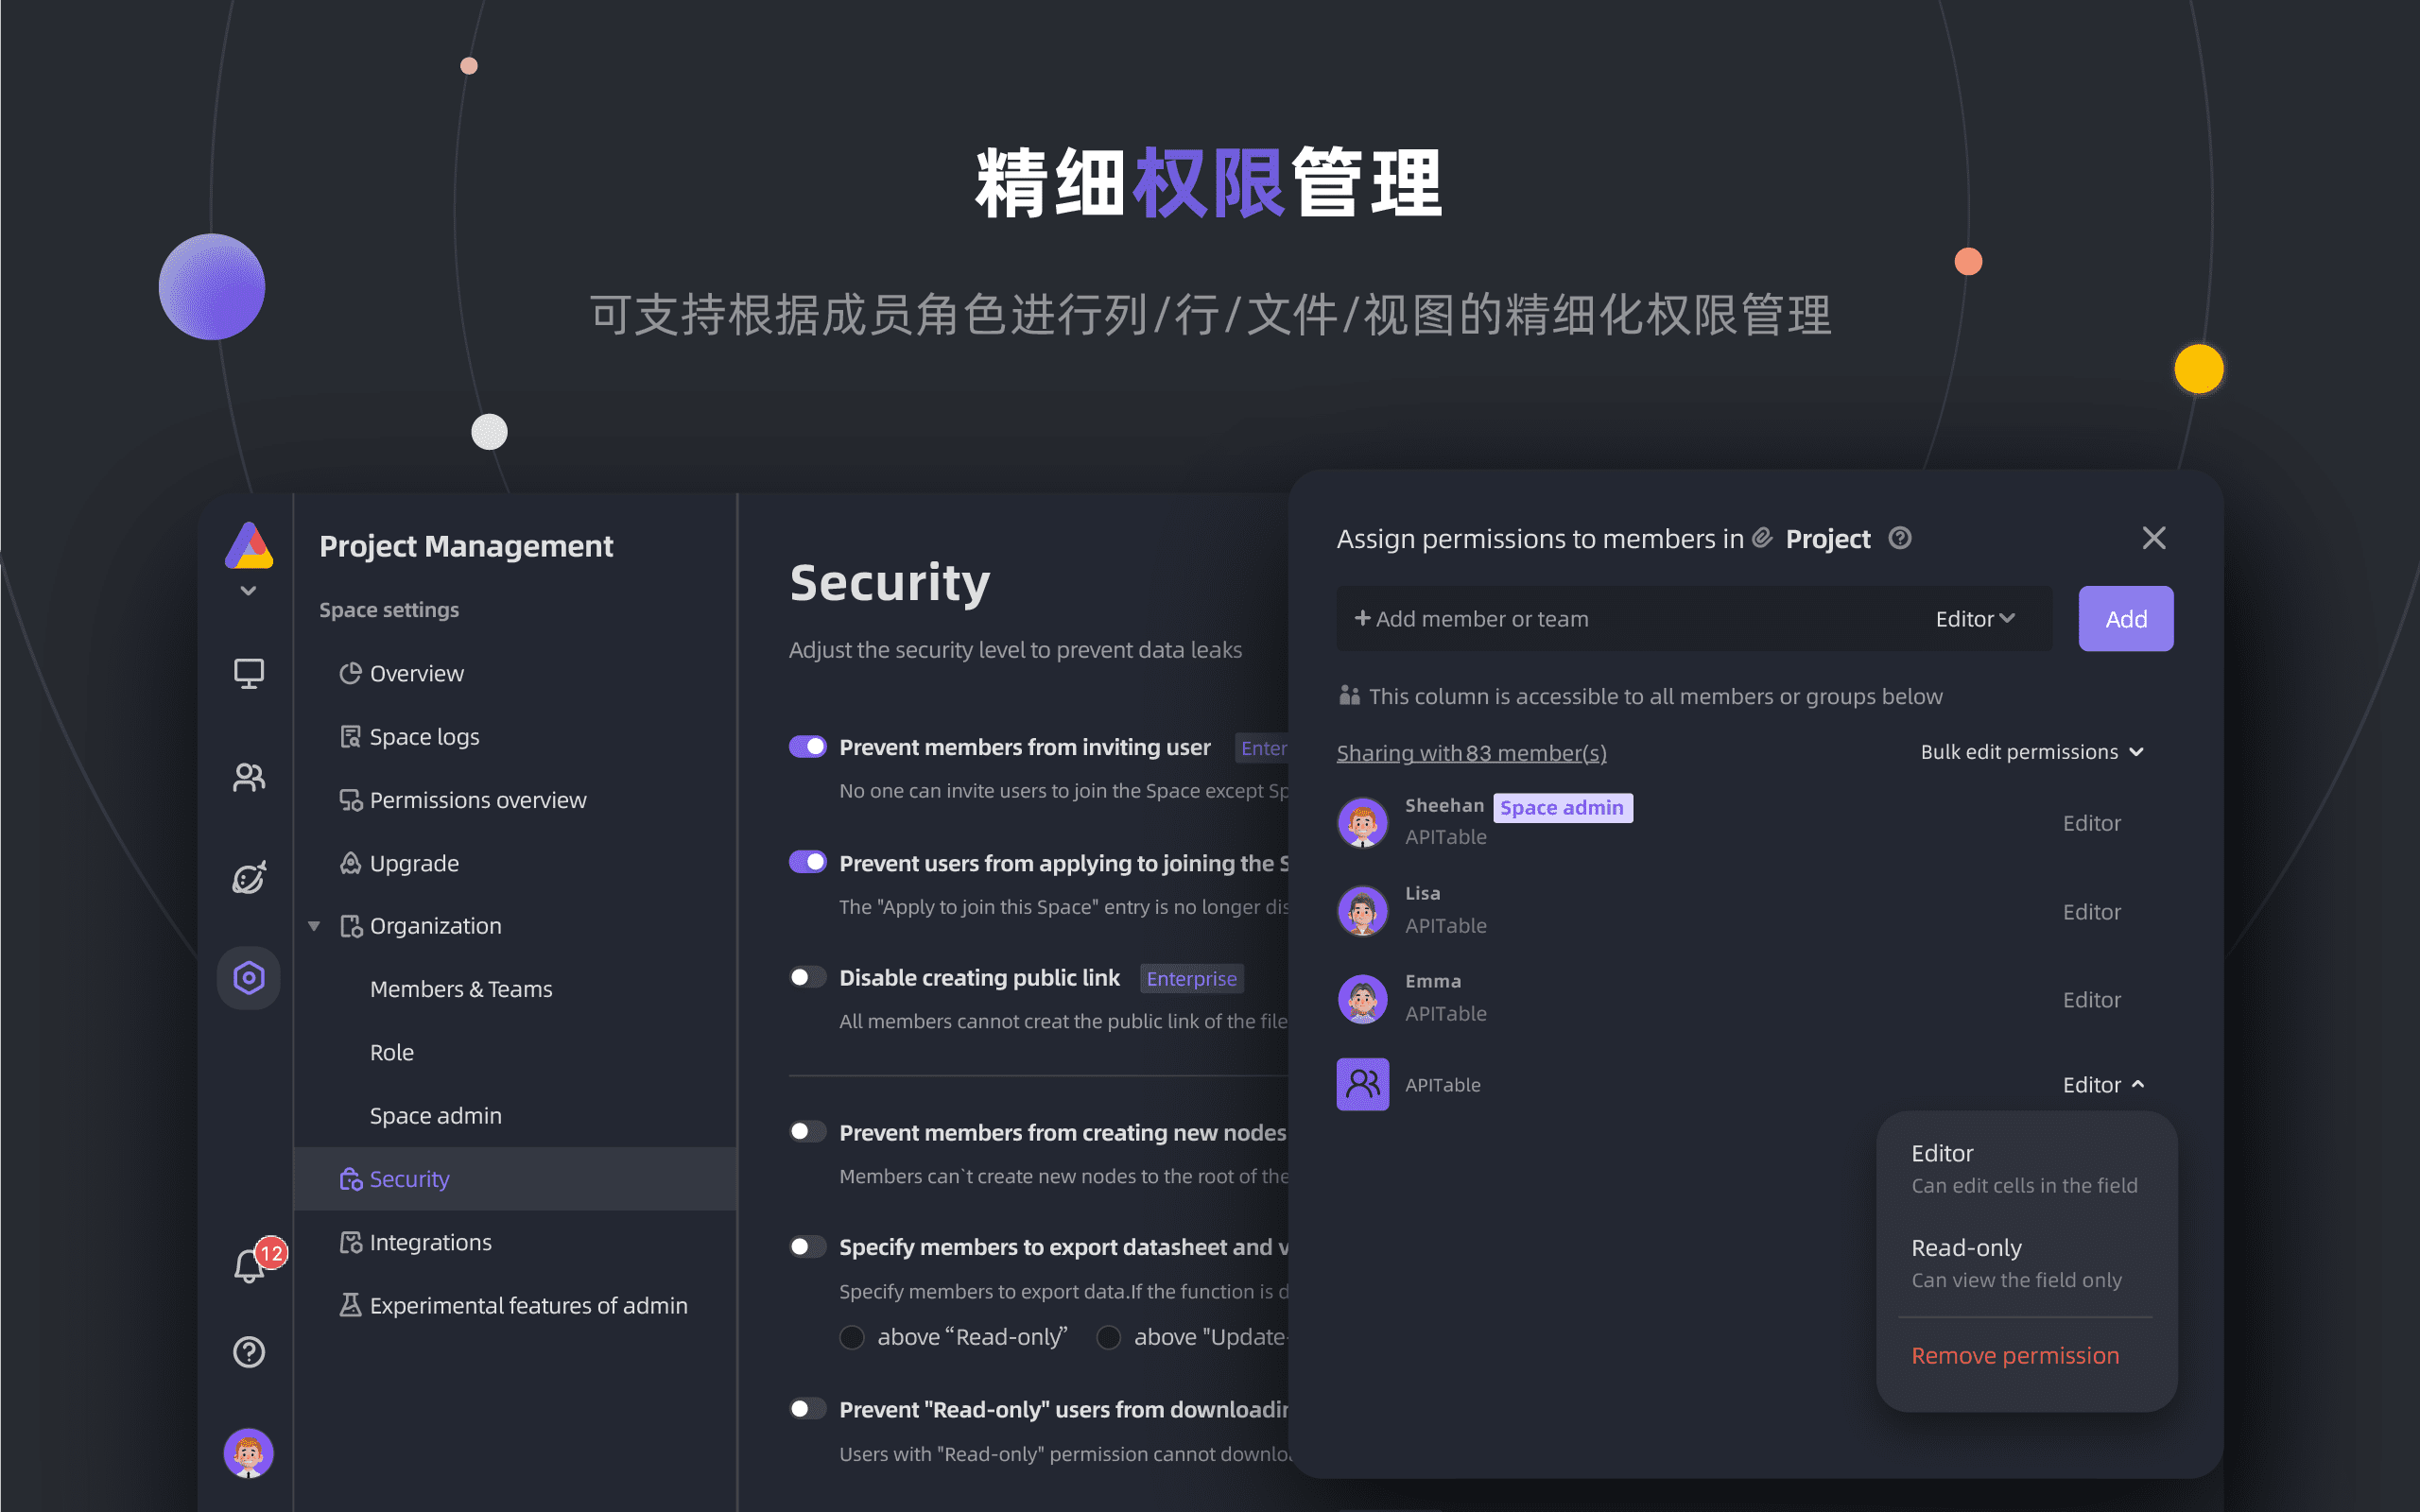 精细权限管理
可支持根据成员角色进行列/行/文件/视图的精细化权限管理
Project Management
Space settings
Overview
Space logs
Permissions overview
Upgrade
Organization
Members & Teams
Role
Space admin
Security
Integrations
Experimental features of admin
12
Security
Adjust the security level to prevent data leaks
Prevent members from inviting user Enter
No one can invite users to join the Space except Sp
Prevent users from applying to joining the S
The "Apply to join this Space" entry is no longer dis
Disable creating public link Enterprise
All members cannot creat the public link of the file
Prevent members from creating new nodes
Members can`t create new nodes to the root of the
Specify members to export datasheet and v
Specify members to export data.If the function is d
above “Read-only” above "Update-
Prevent "Read-only" users from downloadin
Users with "Read-only" permission cannot downloa
Assign permissions to members in Project
+ Add member or team Editor Add
This column is accessible to all members or groups below
Sharing with 83 member(s) Bulk edit permissions
Sheehan Space admin
APITable Editor
Lisa
APITable Editor
Emma
APITable Editor
APITable Editor
Editor
Can edit cells in the field
Read-only
Can view the field only
Remove permission